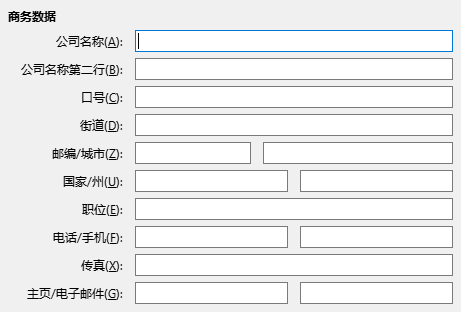 商务数据
公司名称(A):
公司名称第二行(B):
口号(C):
街道(D):
邮编/城市(Z):
国家/州(U):
职位(E):
电话/手机(F):
传真(X):
主页/电子邮件(G):